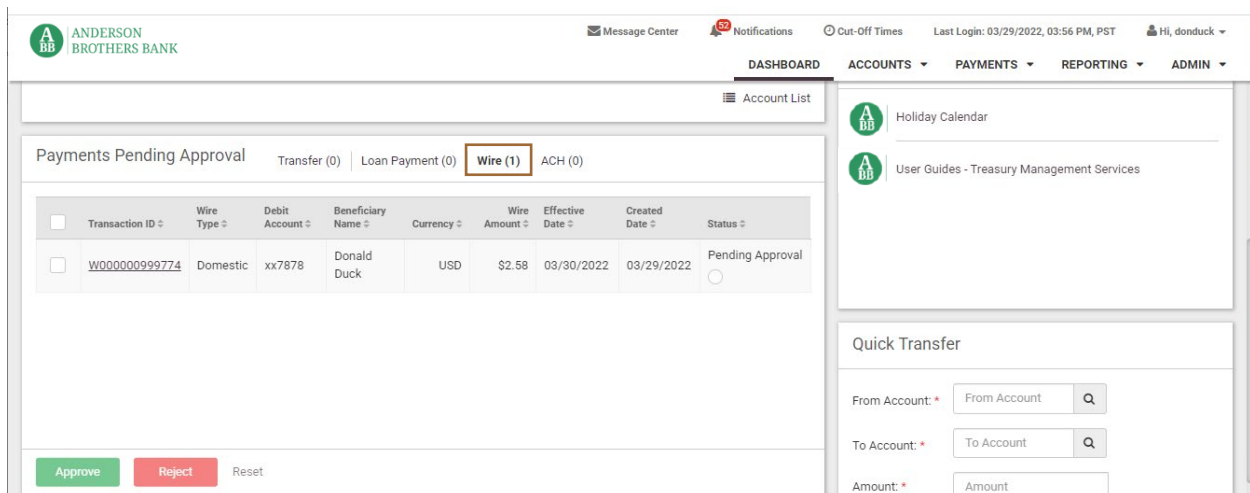 ABB
ANDERSON
BROTHERS BANK
Message Center
52
Notifications
Cut-Off Times
Last Login: 03/29/2022, 03:56 PM, PST
Hi, donduck
DASHBOARD
ACCOUNTS
PAYMENTS
REPORTING
ADMIN
Account List
Payments Pending Approval
Transfer (0)
Loan Payment (0)
Wire (1)
ACH (0)
Transaction ID
Wire Type
Debit Account
Beneficiary Name
Currency
Wire Amount
Effective Date
Created Date
Status
W000000999774
Domestic
xx7878
Donald Duck
USD
$2.58
03/30/2022
03/29/2022
Pending Approval
Approve
Reject
Reset
ABB
Holiday Calendar
ABB
User Guides - Treasury Management Services
Quick Transfer
From Account: *
From Account
To Account: *
To Account
Amount: *
Amount